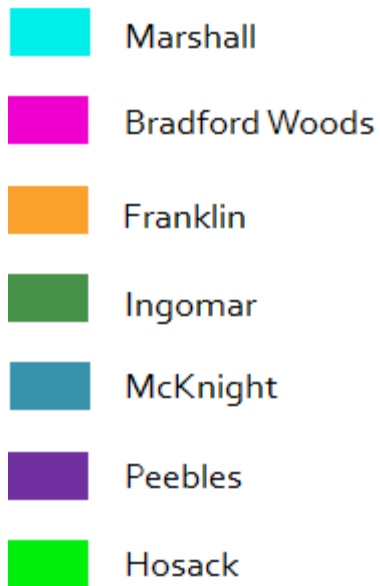 Marshall
Bradford Woods
Franklin
Ingomar
McKnight
Peebles
Hosack